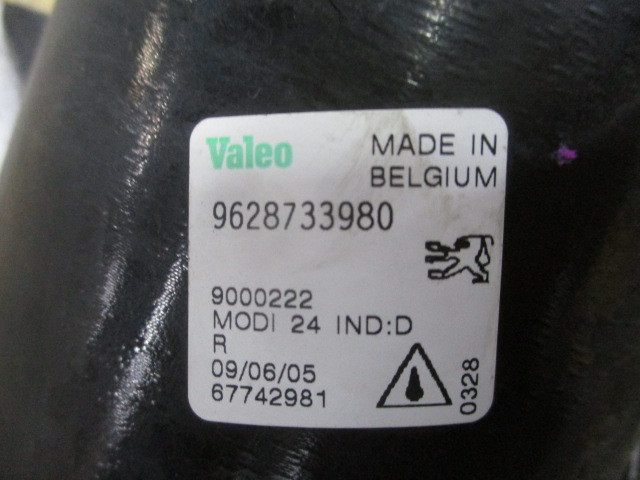 Valeo
MADE IN
BELGIUM
9628733980
9000222
MODI 24 IND:D
R
09/06/05
67742981
0328